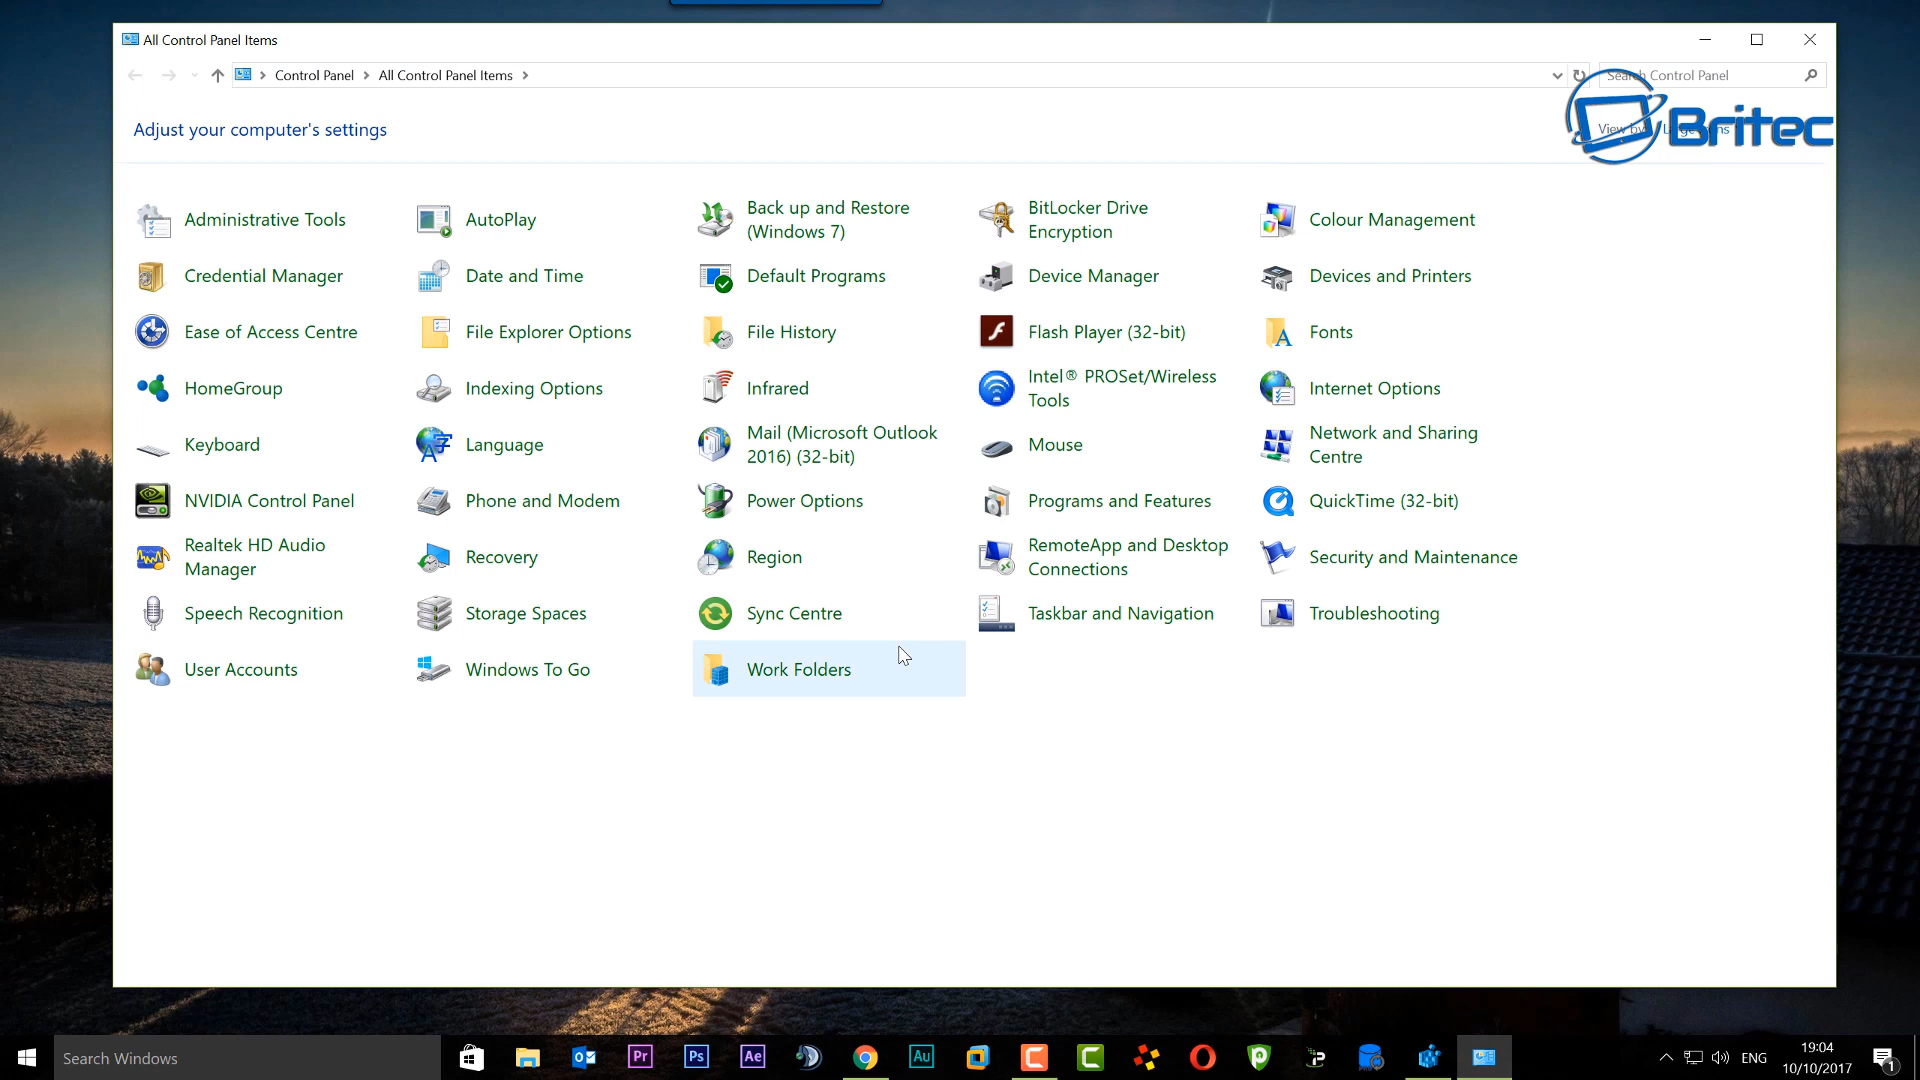 All Control Panel Items
Control Panel
All Control Panel Items
Search Control Panel
Adjust your computer's settings
View by:
Britec
Administrative Tools
AutoPlay
Back up and Restore
(Windows 7)
BitLocker Drive
Encryption
Colour Management
Credential Manager
Date and Time
Default Programs
Device Manager
Devices and Printers
Ease of Access Centre
File Explorer Options
File History
Flash Player (32-bit)
Fonts
HomeGroup
Indexing Options
Infrared
Intel® PROSet/Wireless
Tools
Internet Options
Keyboard
Language
Mail (Microsoft Outlook
2016) (32-bit)
Mouse
Network and Sharing
Centre
NVIDIA Control Panel
Phone and Modem
Power Options
Programs and Features
QuickTime (32-bit)
Realtek HD Audio
Manager
Recovery
Region
RemoteApp and Desktop
Connections
Security and Maintenance
Speech Recognition
Storage Spaces
Sync Centre
Taskbar and Navigation
Troubleshooting
User Accounts
Windows To Go
Work Folders
Search Windows
Pr
Ps
Ae
Au
ENG
19:04
10/10/2017
1